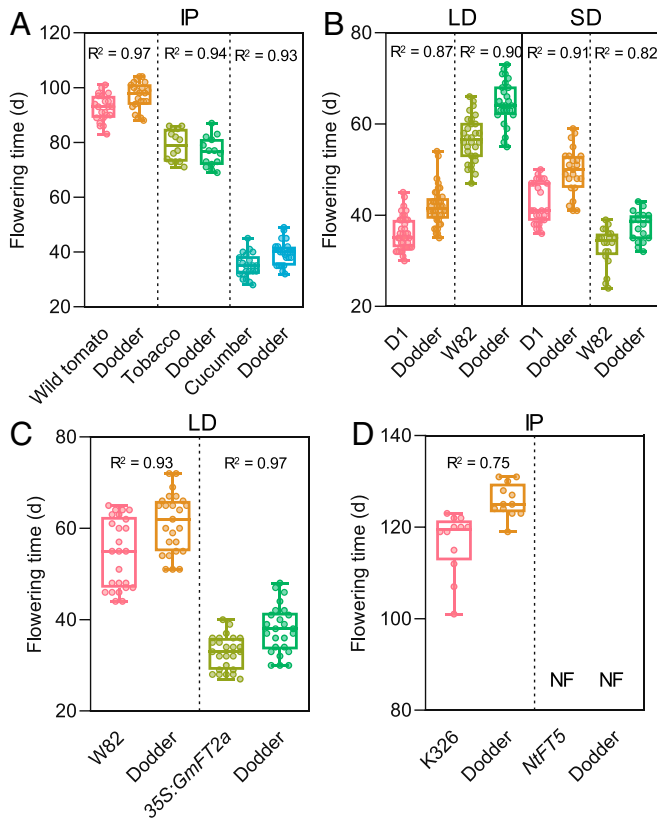 A
IP
R² = 0.97 R² = 0.94 R² = 0.93
Flowering time (d)
120
100
80
60
40
20
Wild tomato
Dodder
Tobacco
Dodder
Cucumber
Dodder
B
LD SD
R² = 0.87 R² = 0.90 R² = 0.91 R² = 0.82
Flowering time (d)
80
60
40
20
D1
Dodder
W82
Dodder
D1
Dodder
W82
Dodder
C
LD
R² = 0.93 R² = 0.97
Flowering time (d)
80
60
40
20
W82
Dodder
35S:GmFT2a
Dodder
D
IP
R² = 0.75
Flowering time (d)
140
120
100
80
NF NF
K326
Dodder
NtFT5
Dodder